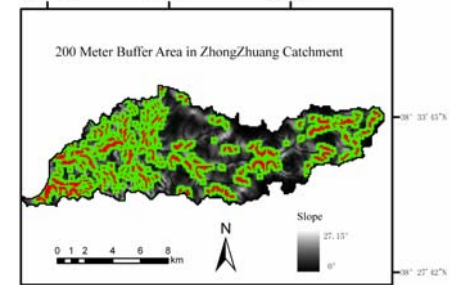 200 Meter Buffer Area in ZhongZhuang Catchment
38° 33′45″N
N
Slope
27.15°
0°
0 1 2 4 6 8
km
38° 27′42″N